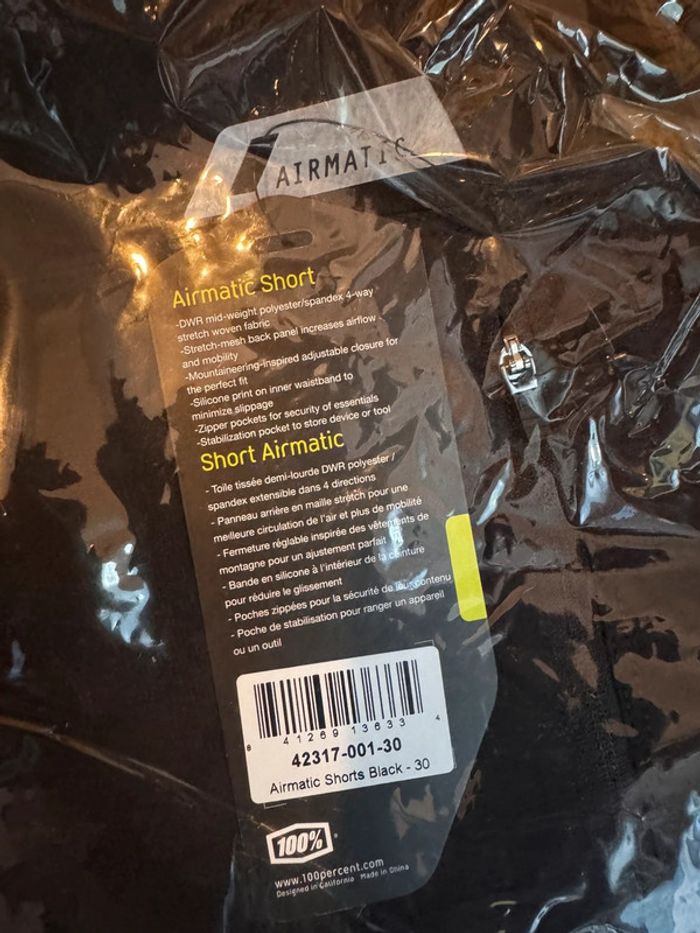 AIRMATIC
Airmatic Short
-DWR mid-weight polyester/spandex 4-way
stretch woven fabric
-Stretch-mesh back panel increases airflow
and mobility
-Mountaineering-inspired adjustable closure for
the perfect fit
-Silicone print on inner waistband to
minimize slippage
-Zipper pockets for security of essentials
-Stabilization pocket to store device or tool
Short Airmatic
- Toile tissée demi-lourde DWR polyester /
spandex extensible dans 4 directions
- Panneau arrière en maille stretch pour une
meilleure circulation de l'air et plus de mobilité
- Fermeture réglable inspirée des vêtements de
montagne pour un ajustement parfait
- Bande en silicone à l'intérieur de la ceinture
pour réduire le glissement
- Poches zippées pour la sécurité de leur contenu
- Poche de stabilisation pour ranger un appareil
ou un outil
8 41269 13633 4
42317-001-30
Airmatic Shorts Black - 30
100%®
www.100percent.com
Designed in California Made in China